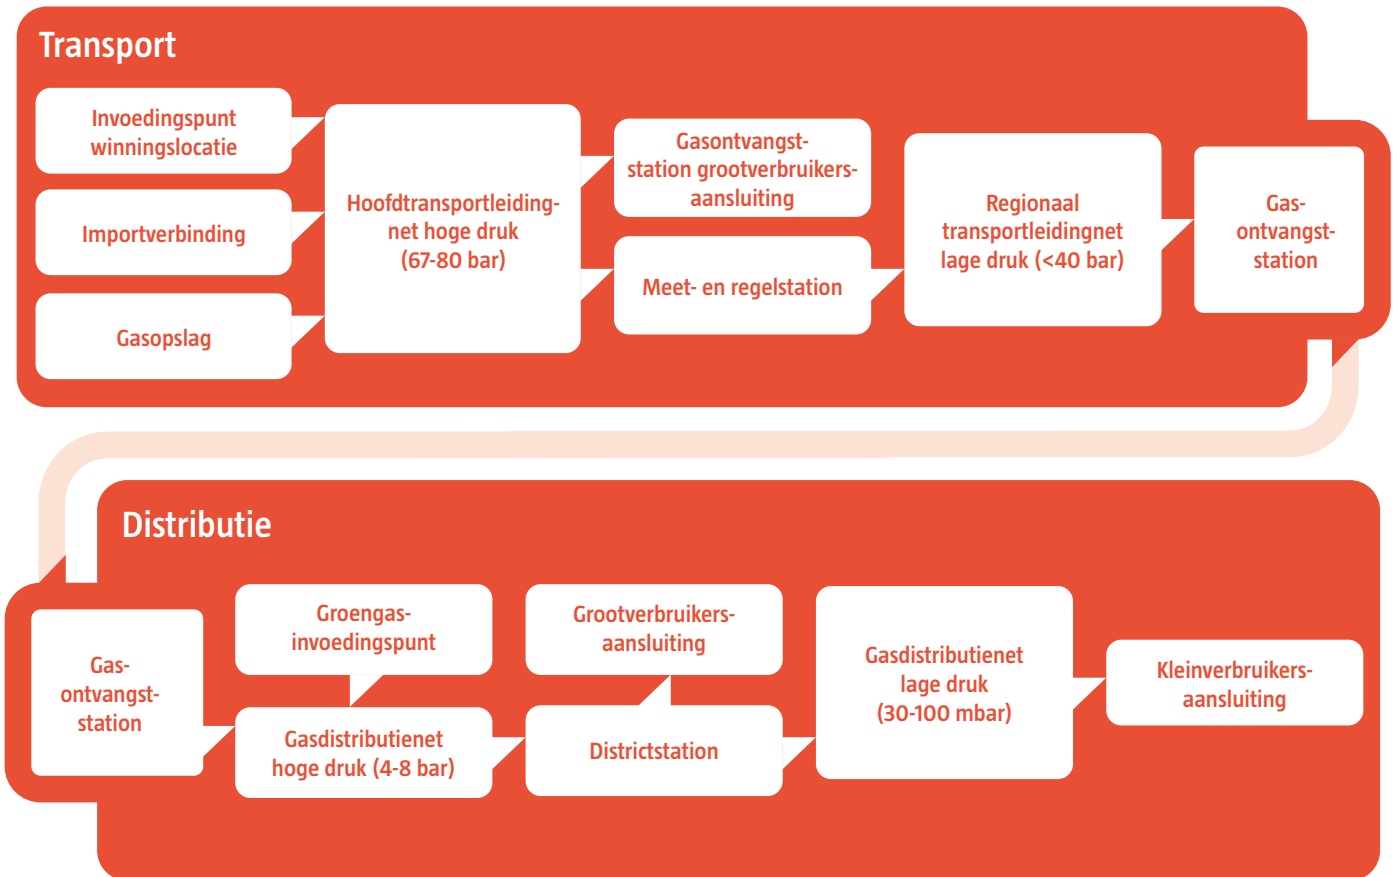 Transport
Invoedingspunt
winningslocatie
Importverbinding
Gasopslag
Hoofdtransportleiding-
net hoge druk
(67-80 bar)
Gasontvangst-
station grootverbruikers-
aansluiting
Meet- en regelstation
Regionaal
transportleidingnet
lage druk (<40 bar)
Gas-
ontvangst-
station
Distributie
Gas-
ontvangst-
station
Groengas-
invoedingspunt
Gasdistributienet
hoge druk (4-8 bar)
Grootverbruikers-
aansluiting
Districtstation
Gasdistributienet
lage druk
(30-100 mbar)
Kleinverbruikers-
aansluiting